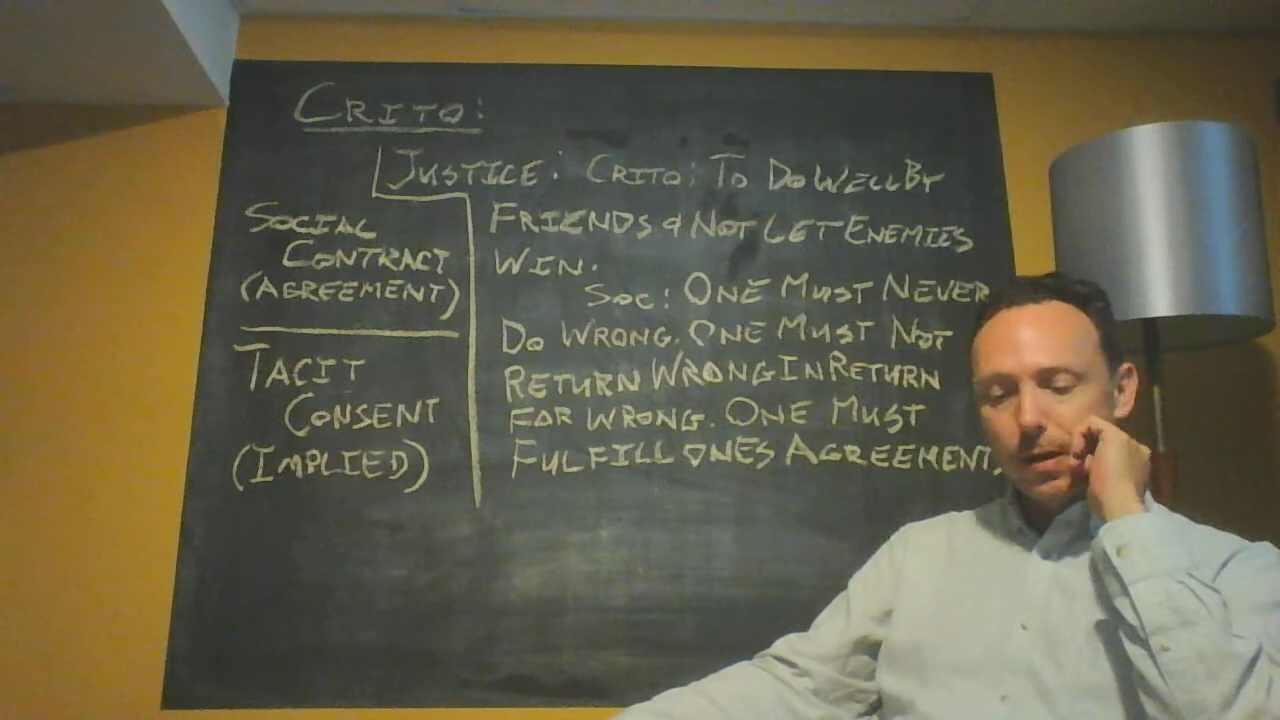 CRITO:
JUSTICE: CRITO: TO DO WELL BY
FRIENDS & NOT LET ENEMIES
WIN.
SOC: ONE MUST NEVER
DO WRONG. ONE MUST NOT
RETURN WRONG IN RETURN
FOR WRONG. ONE MUST
FULFILL ONES AGREEMENT.
SOCIAL
CONTRACT
(AGREEMENT)
TACIT
CONSENT
(IMPLIED)